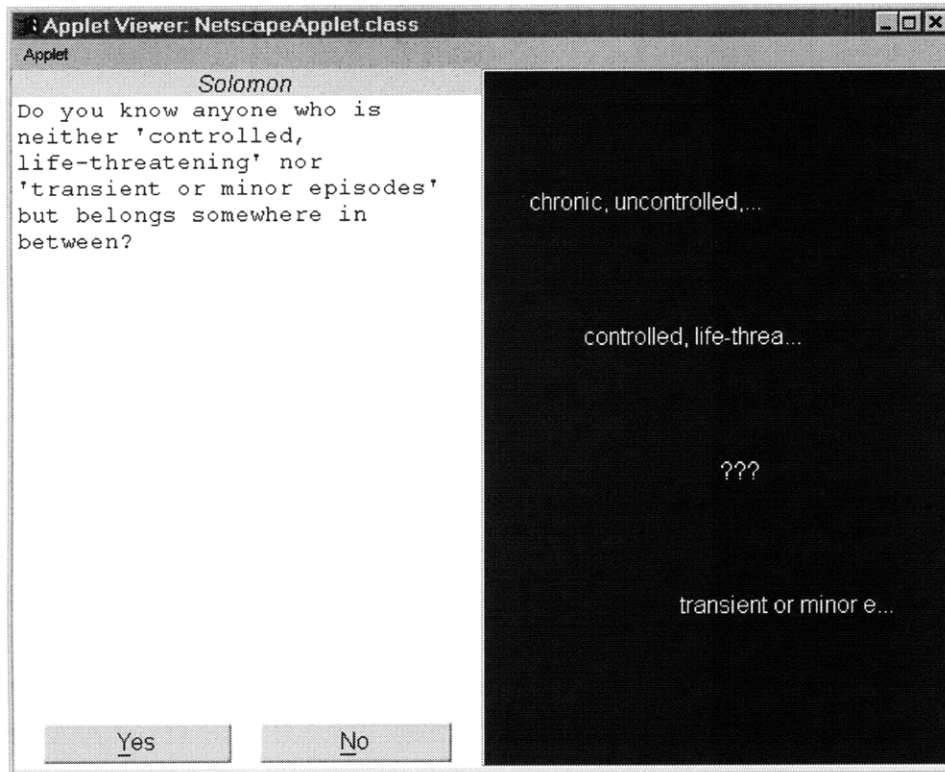 Applet Viewer: NetscapeApplet.class
Applet
Solomon
Do you know anyone who is
neither 'controlled,
life-threatening' nor
'transient or minor episodes'
but belongs somewhere in
between?
chronic, uncontrolled,...
controlled, life-threa...
???
transient or minor e...
Yes
No